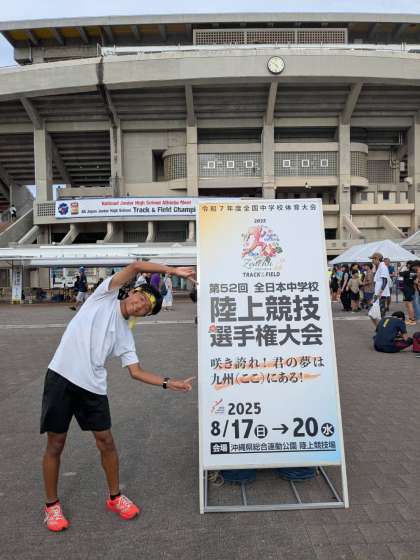 National Junior High School Athletic Meet
All Japan Junior High School Track & Field Champi
令和7年度全国中学校体育大会
2025
TRACK & FIELD
第52回 全日本中学校
陸上競技
選手権大会
咲き誇れ!君の夢は
九州(ここ)にある!
2025
8/17日→20水
会場 沖縄県総合運動公園 陸上競技場